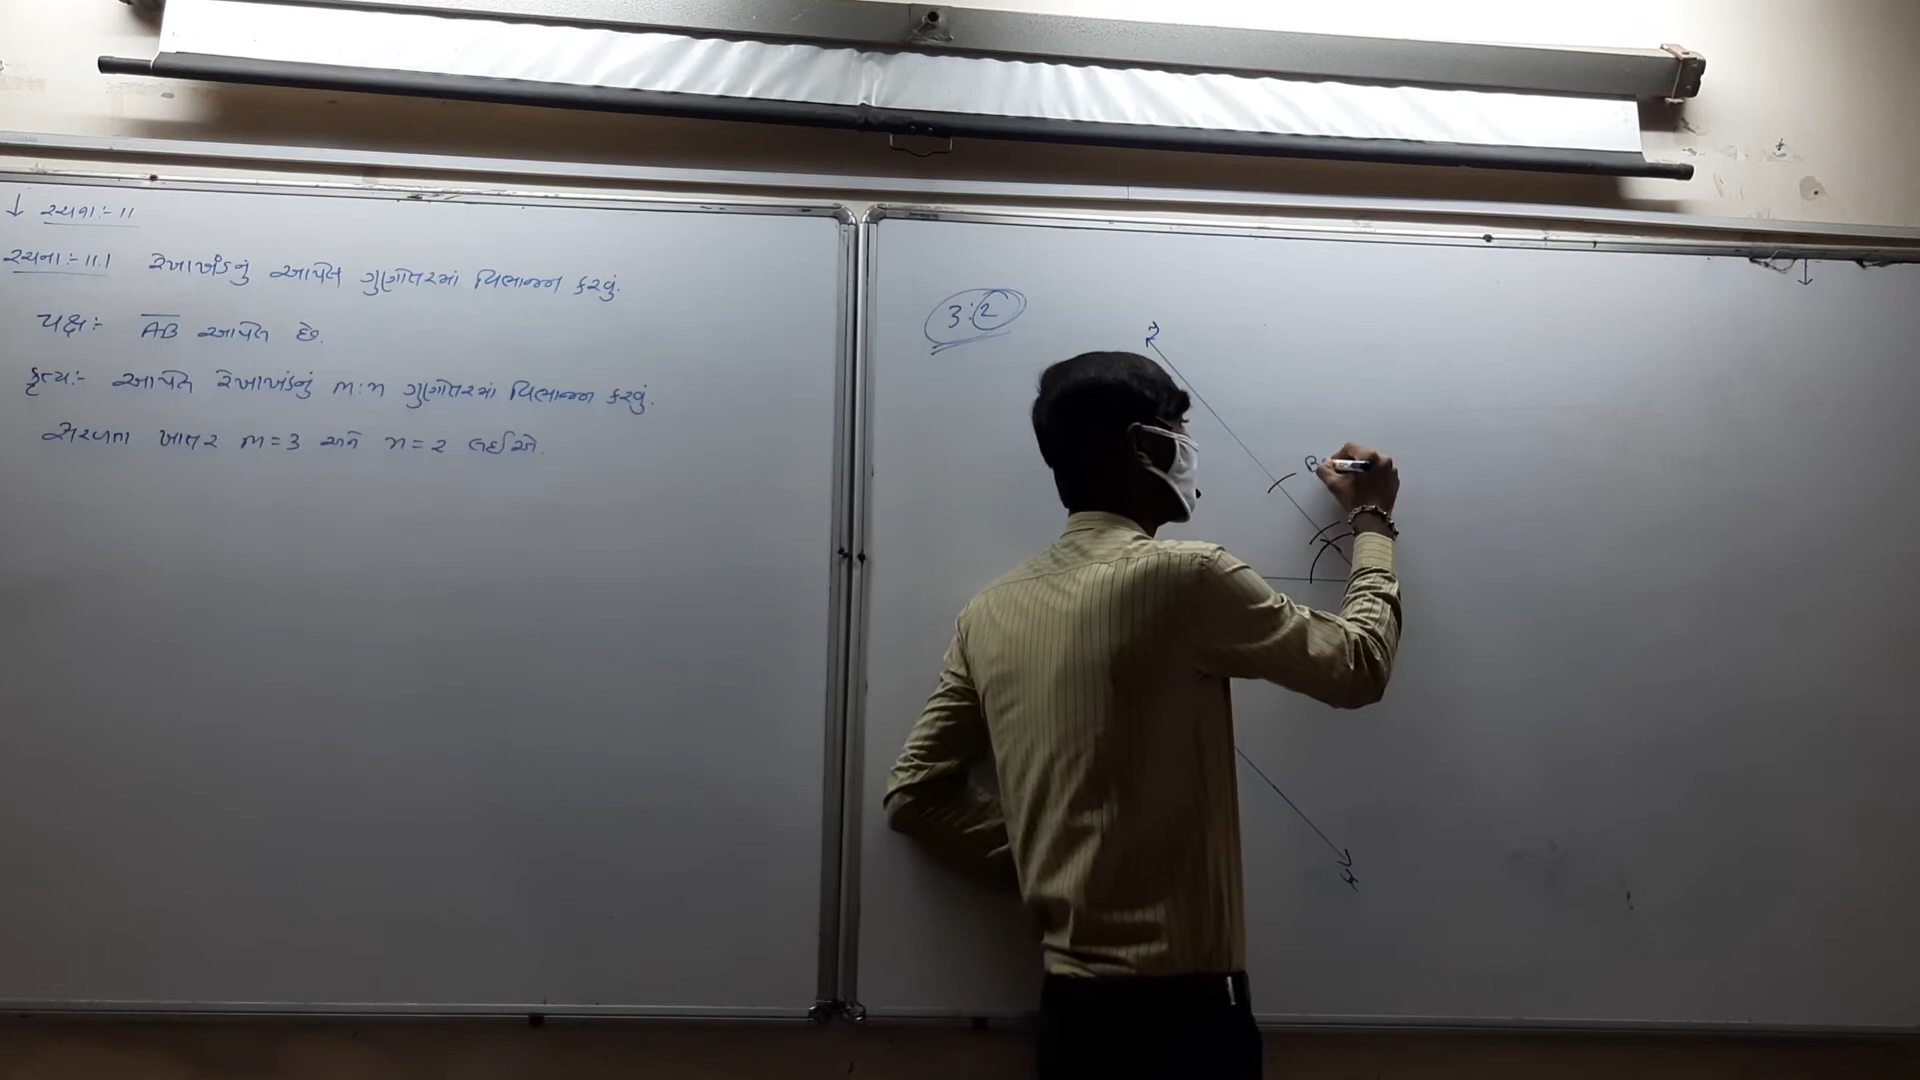 ↓ રચના:- 11
રચના:- 11.1 રેખાખંડનું આપેલ ગુણોત્તરમાં વિભાજન કરવું.
પક્ષ:- AB આપેલ છે.
કૃત્ય:- આપેલ રેખાખંડનું m:n ગુણોત્તરમાં વિભાજન કરવું.
સરળતા ખાતર m=3 અને n=2 લઈએ.
3:2
B